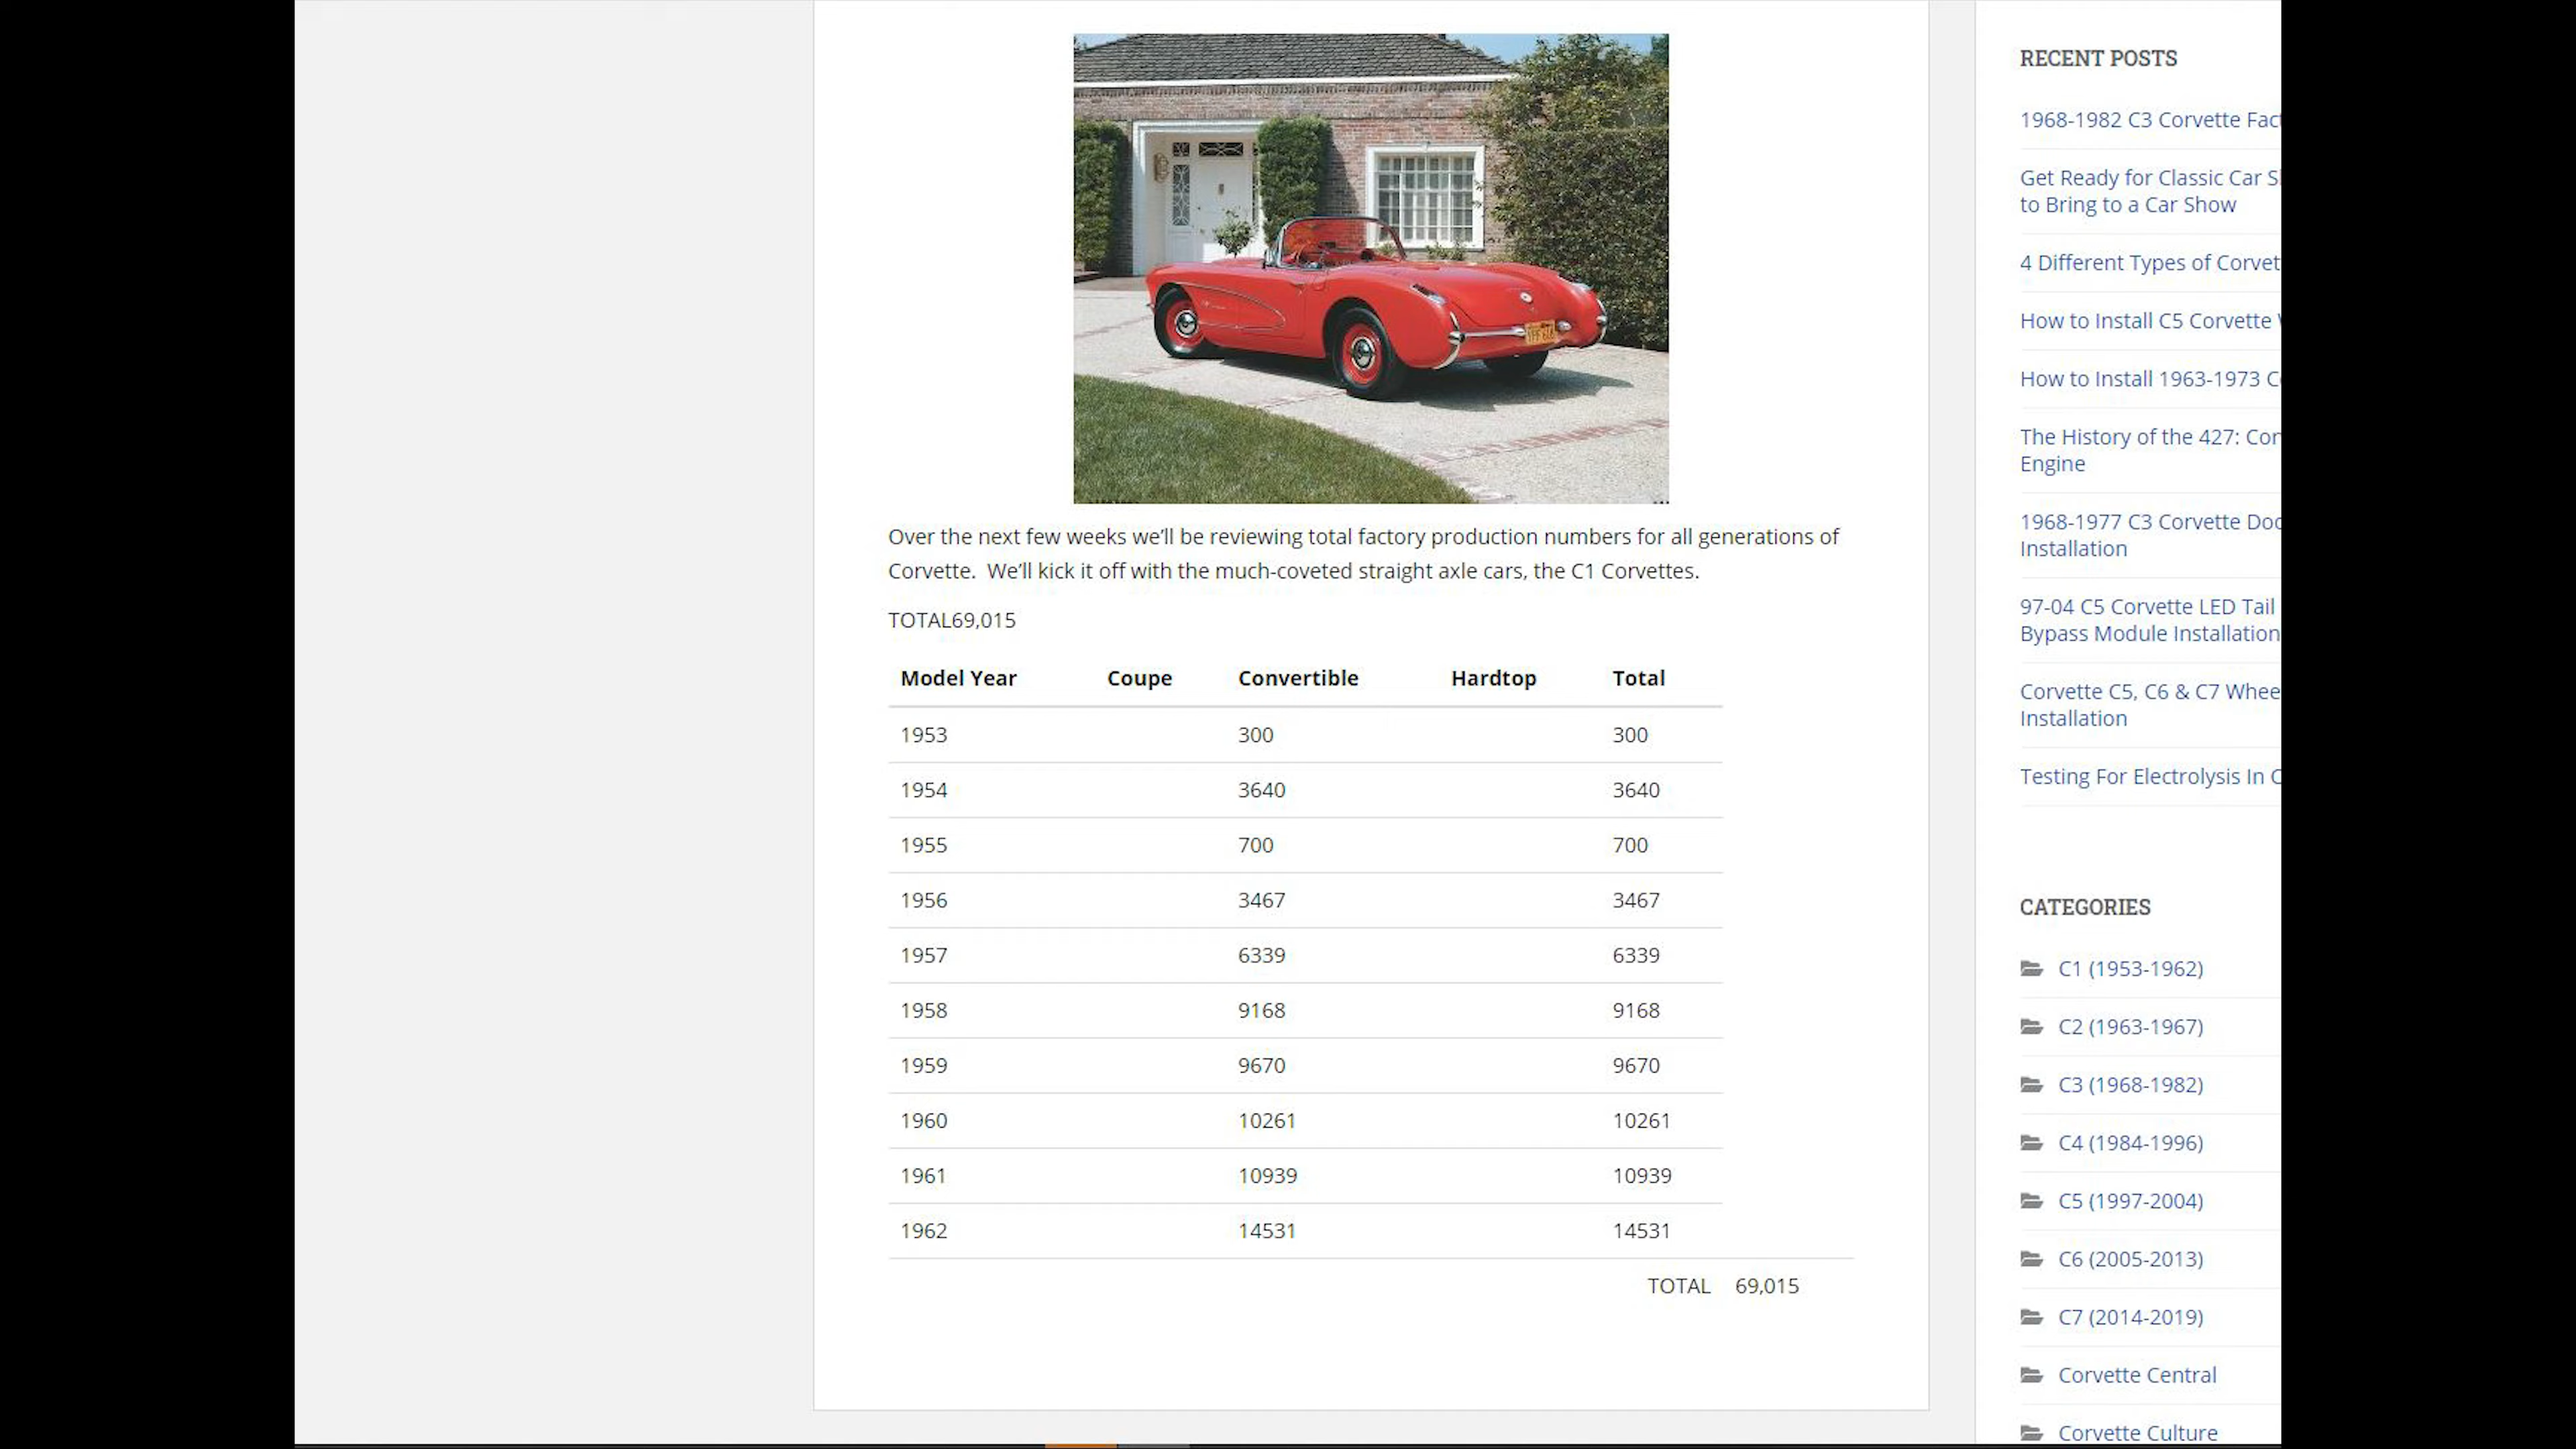 Over the next few weeks we'll be reviewing total factory production numbers for all generations of
Corvette.  We'll kick it off with the much-coveted straight axle cars, the C1 Corvettes.
TOTAL69,015
Model Year Coupe Convertible Hardtop Total
1953 300 300
1954 3640 3640
1955 700 700
1956 3467 3467
1957 6339 6339
1958 9168 9168
1959 9670 9670
1960 10261 10261
1961 10939 10939
1962 14531 14531
TOTAL 69,015
RECENT POSTS
1968-1982 C3 Corvette
Get Ready for Classic Car
to Bring to a Car Show
4 Different Types of
How to Install C5 Corvette
How to Install 1963-1973
The History of the 427:
Engine
1968-1977 C3 Corvette
Installation
97-04 C5 Corvette LED Tail
Bypass Module Installation
Corvette C5, C6 & C7
Installation
Testing For Electrolysis In
CATEGORIES
C1 (1953-1962)
C2 (1963-1967)
C3 (1968-1982)
C4 (1984-1996)
C5 (1997-2004)
C6 (2005-2013)
C7 (2014-2019)
Corvette Central
Corvette Culture